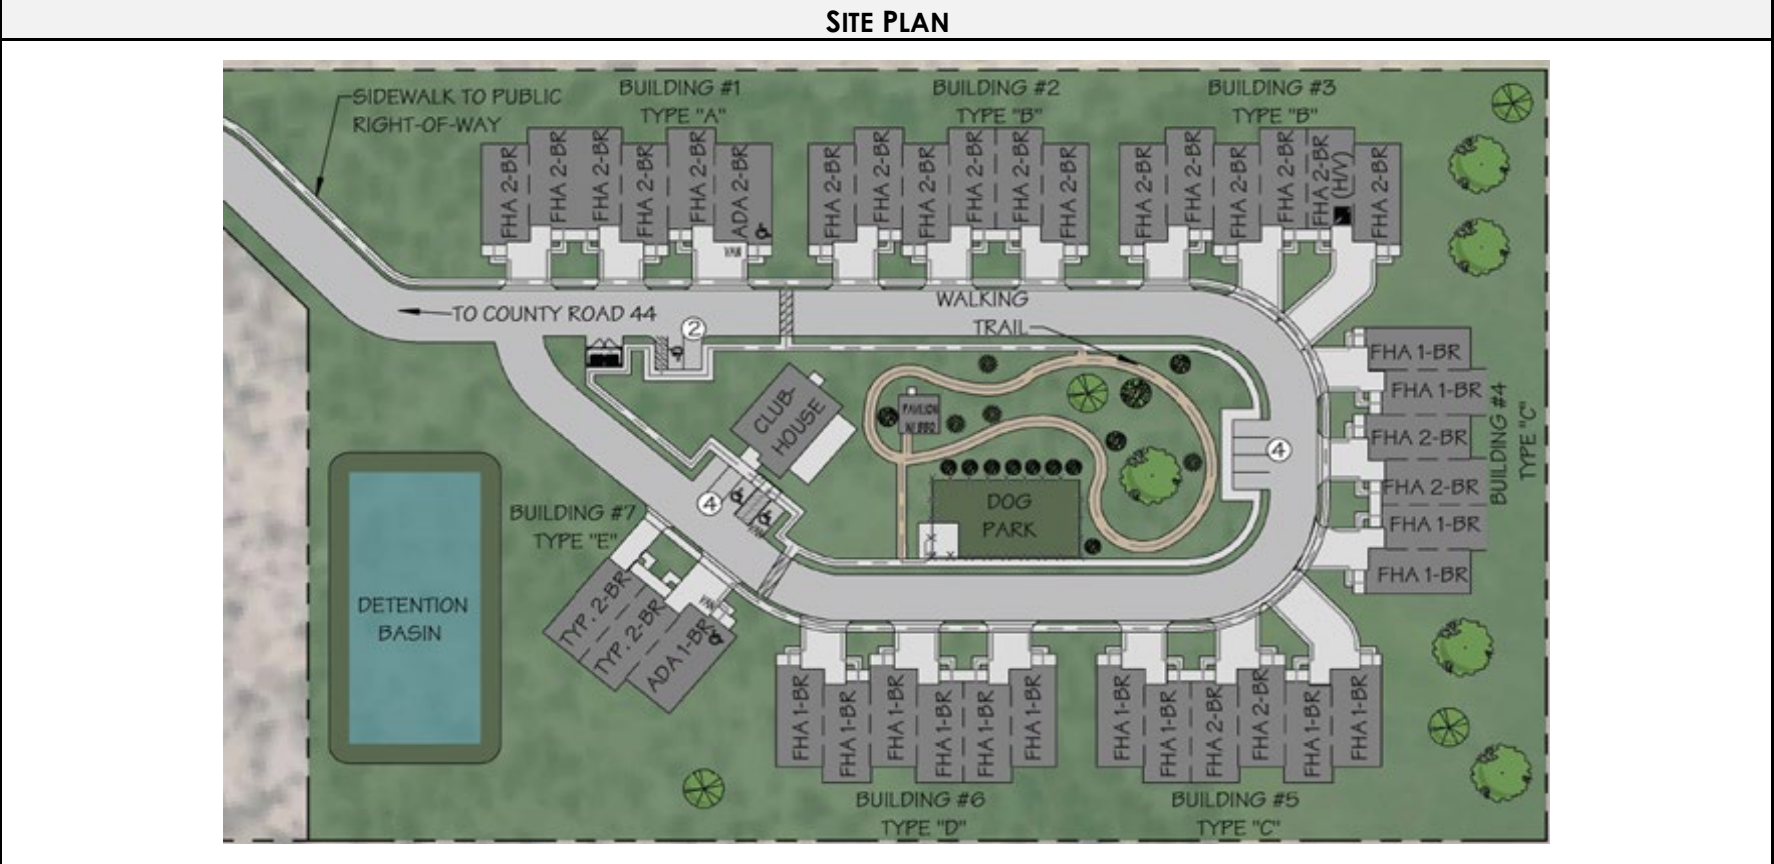 SITE PLAN
SIDEWALK TO PUBLIC
RIGHT-OF-WAY
BUILDING #1
TYPE "A"
BUILDING #2
TYPE "B"
BUILDING #3
TYPE "B"
FHA 2-BR
FHA 2-BR
FHA 2-BR
FHA 2-BR
FHA 2-BR
ADA 2-BR
VAN
FHA 2-BR
FHA 2-BR
FHA 2-BR
FHA 2-BR
FHA 2-BR
FHA 2-BR
FHA 2-BR
FHA 2-BR
FHA 2-BR
FHA 2-BR
FHA 2-BR
(H/V)
FHA 2-BR
TO COUNTY ROAD 44
2
WALKING
TRAIL
CLUB-
HOUSE
PAVILION
W/BBQ
DOG
PARK
4
FHA 1-BR
FHA 1-BR
FHA 2-BR
FHA 2-BR
FHA 1-BR
FHA 1-BR
BUILDING #4
TYPE "C"
4
VAN
BUILDING #7
TYPE "E"
TYP. 2-BR
TYP. 2-BR
ADA 1-BR
VAN
DETENTION
BASIN
FHA 1-BR
FHA 1-BR
FHA 1-BR
FHA 1-BR
FHA 1-BR
FHA 1-BR
FHA 1-BR
FHA 1-BR
FHA 2-BR
FHA 2-BR
FHA 1-BR
FHA 1-BR
BUILDING #6
TYPE "D"
BUILDING #5
TYPE "C"